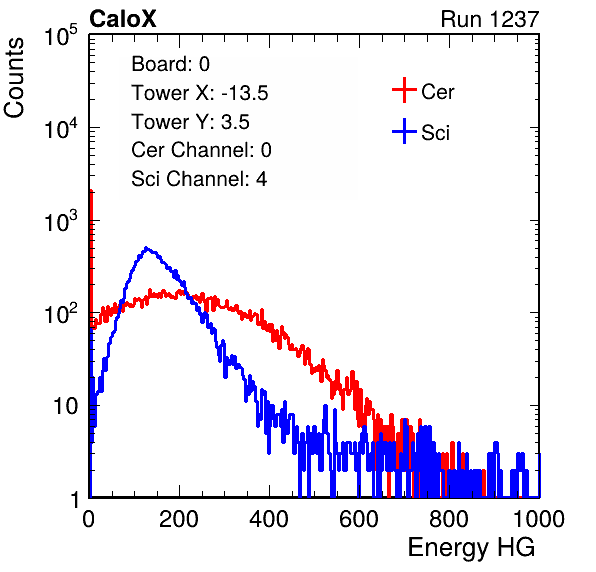 CaloX Run 1237
Counts
10^5
10^4
10^3
10^2
10
1
Board: 0
Tower X: -13.5
Tower Y: 3.5
Cer Channel: 0
Sci Channel: 4
Cer
Sci
0 200 400 600 800 1000
Energy HG